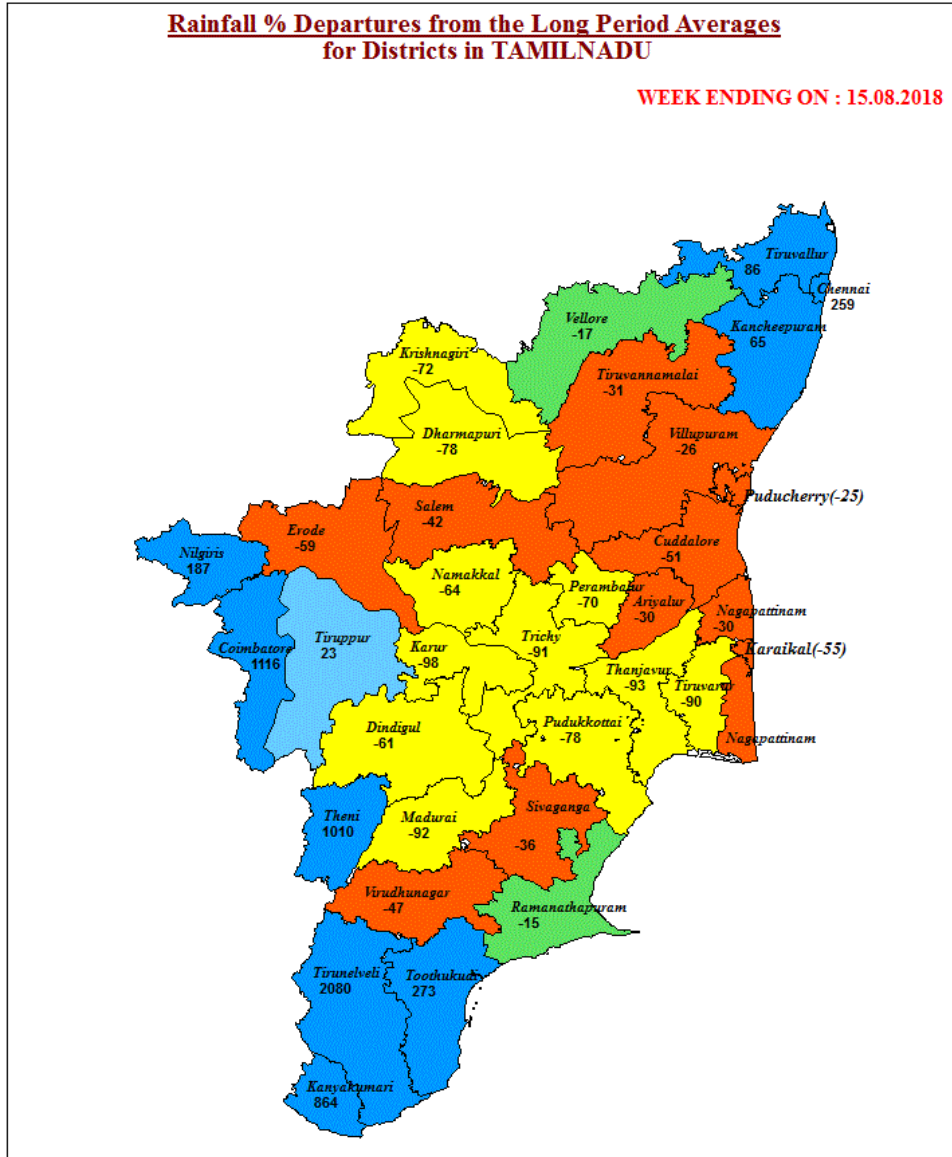 Rainfall % Departures from the Long Period Averages
for Districts in TAMILNADU
WEEK ENDING ON : 15.08.2018
Tiruvallur
86
Chennai
259
Kancheepuram
65
Vellore
-17
Krishnagiri
-72
Tiruvannamalai
-31
Dharmapuri
-78
Villupuram
-26
Puducherry(-25)
Salem
-42
Erode
-59
Cuddalore
-51
Nilgiris
187
Namakkal
-64
Perambalur
-70
Ariyalur
-30
Nagapattinam
-30
Coimbatore
1116
Tiruppur
23
Karur
-98
Trichy
-91
Karaikal(-55)
Thanjavur
-93
Tiruvarur
-90
Dindigul
-61
Pudukkottai
-78
Nagapattinam
Theni
1010
Madurai
-92
Sivaganga
-36
Virudhunagar
-47
Ramanathapuram
-15
Tirunelveli
2080
Toothukudi
273
Kanyakumari
864